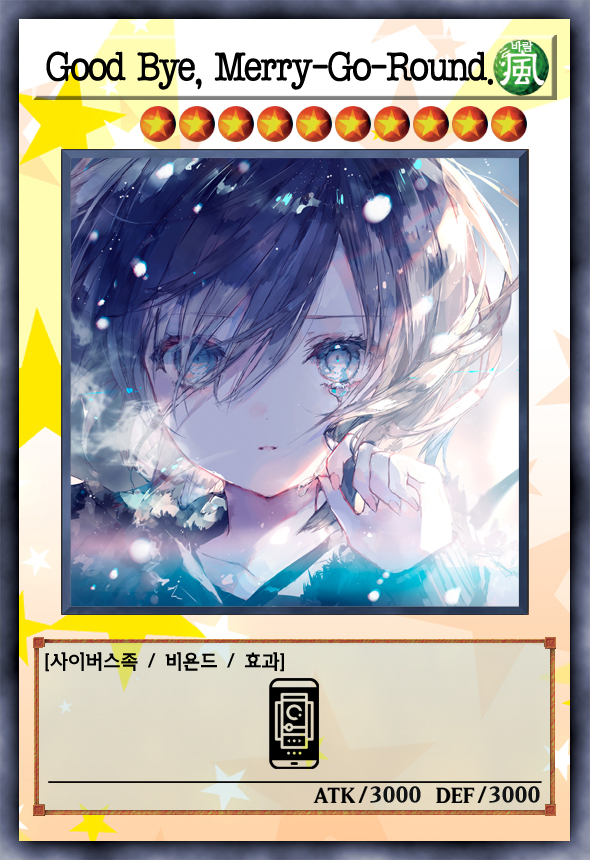 Good Bye, Merry-Go-Round.
바람
風
[사이버스족 / 비욘드 / 효과]
ATK/3000 DEF/3000